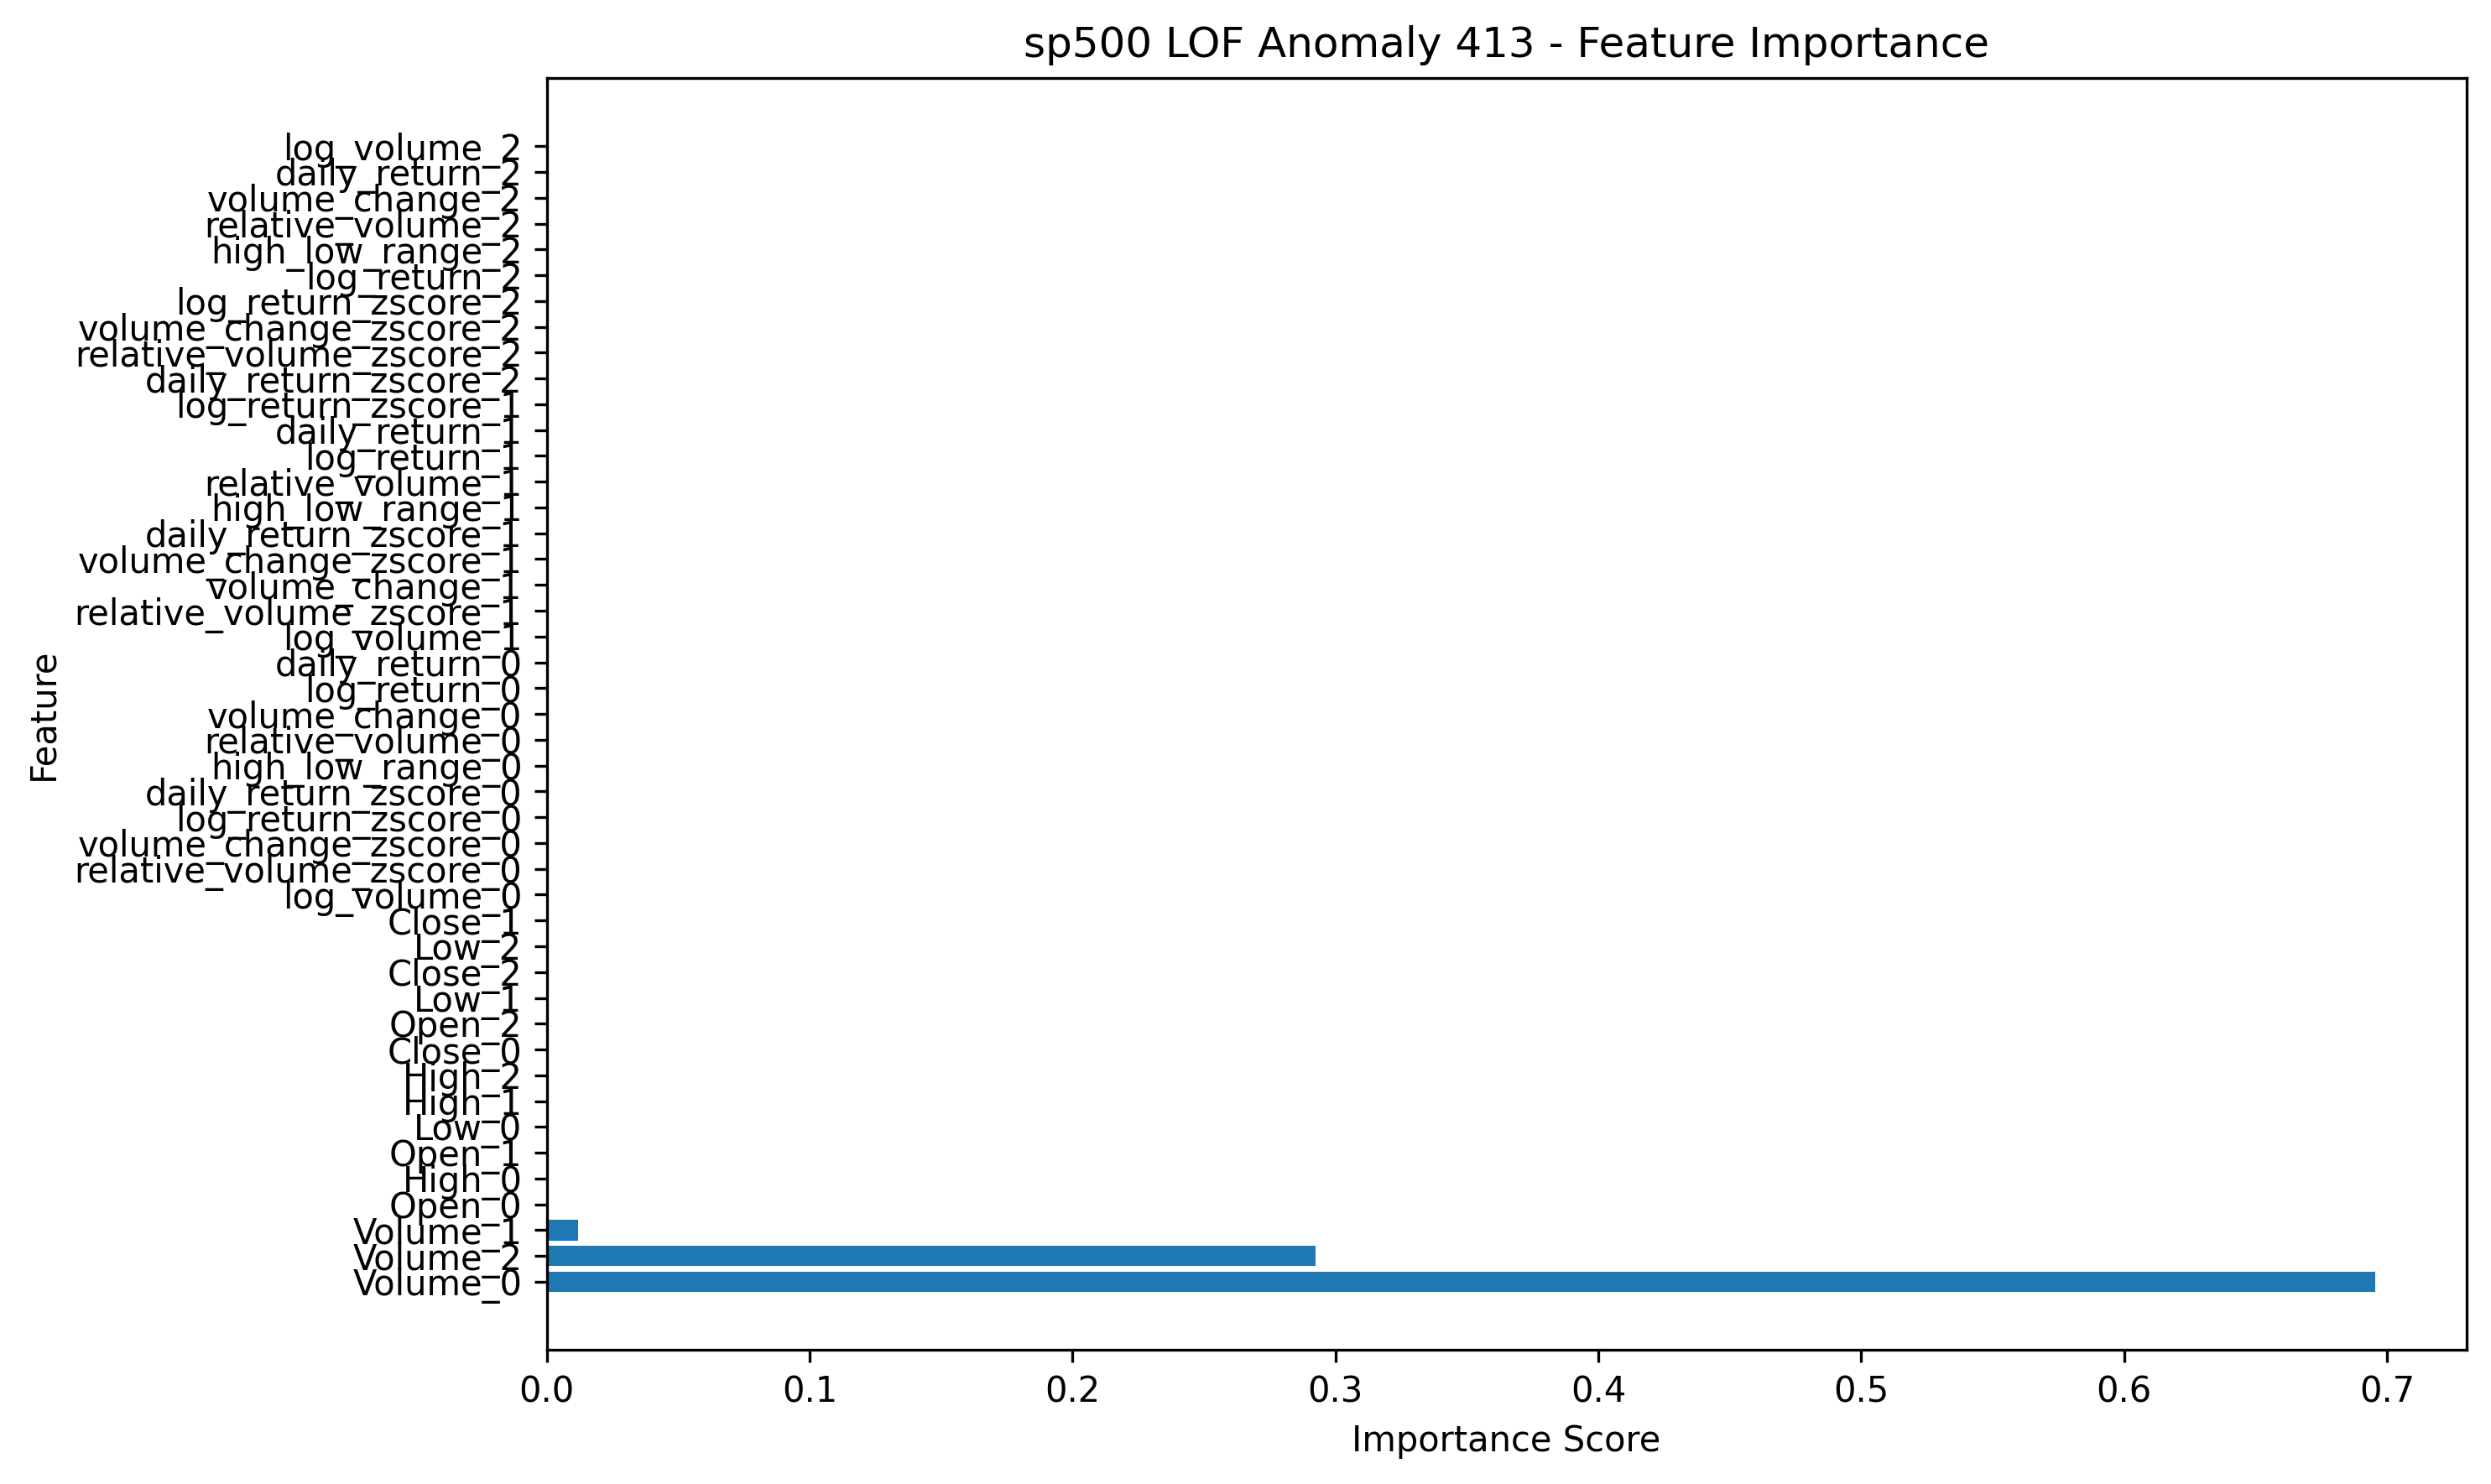 sp500 LOF Anomaly 413 - Feature Importance
log_volume_2
daily_return_2
volume_change_2
relative_volume_2
high_low_range_2
log_return_2
log_return_zscore_2
volume_change_zscore_2
relative_volume_zscore_2
daily_return_zscore_2
log_return_zscore_1
daily_return_1
log_return_1
relative_volume_1
high_low_range_1
daily_return_zscore_1
volume_change_zscore_1
volume_change_1
relative_volume_zscore_1
log_volume_1
daily_return_0
log_return_0
volume_change_0
relative_volume_0
high_low_range_0
daily_return_zscore_0
log_return_zscore_0
volume_change_zscore_0
relative_volume_zscore_0
log_volume_0
Close_1
Low_2
Close_2
Low_1
Open_2
Close_0
High_2
High_1
Low_0
Open_1
High_0
Open_0
Volume_1
Volume_2
Volume_0
Feature
0.0 0.1 0.2 0.3 0.4 0.5 0.6 0.7
Importance Score